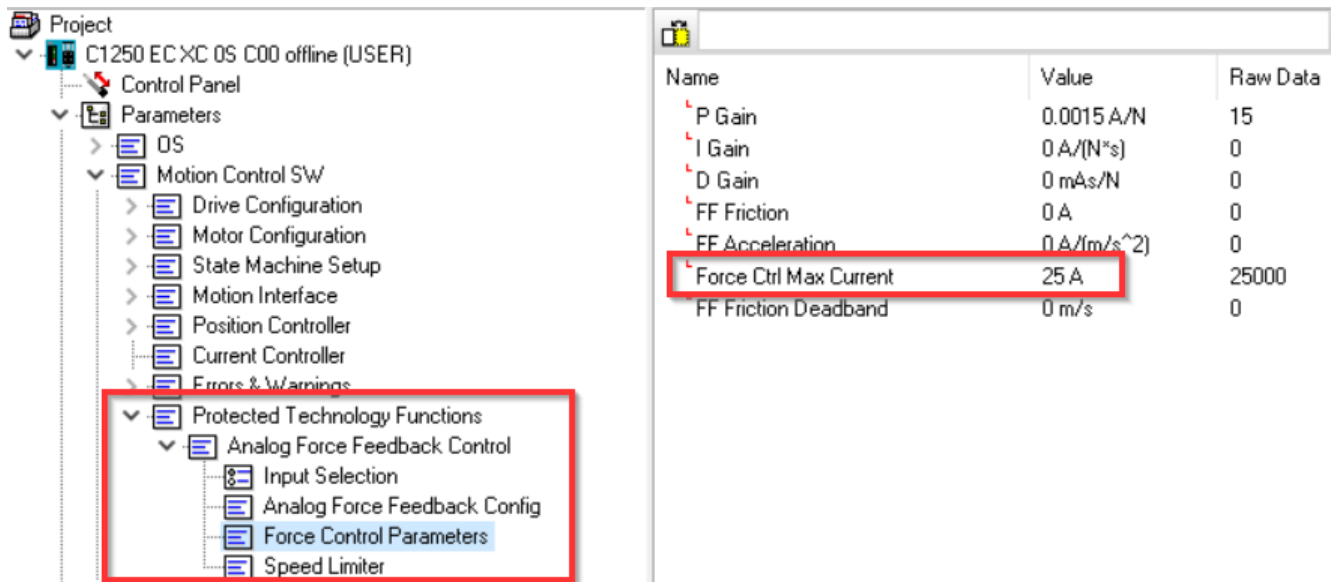 Project
C1250 EC XC 0S C00 offline (USER)
Control Panel
Parameters
OS
Motion Control SW
Drive Configuration
Motor Configuration
State Machine Setup
Motion Interface
Position Controller
Current Controller
Errors & Warnings
Protected Technology Functions
Analog Force Feedback Control
Input Selection
Analog Force Feedback Config
Force Control Parameters
Speed Limiter
Name Value Raw Data
P Gain 0.0015 A/N 15
I Gain 0 A/(N*s) 0
D Gain 0 mAs/N 0
FF Friction 0 A 0
FF Acceleration 0 A/(m/s^2) 0
Force Ctrl Max Current 25 A 25000
FF Friction Deadband 0 m/s 0